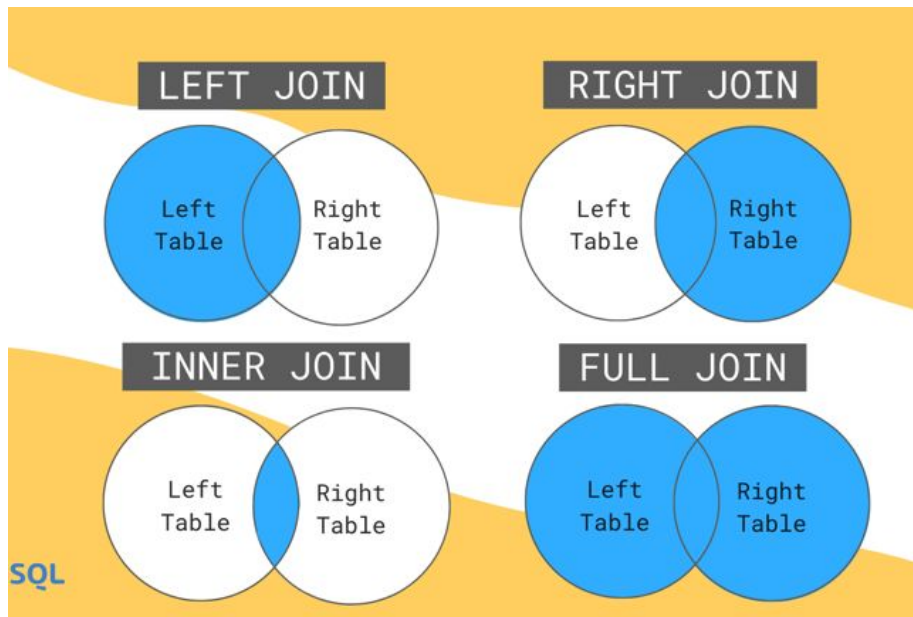 LEFT JOIN
Left
Table
Right
Table
RIGHT JOIN
Left
Table
Right
Table
INNER JOIN
Left
Table
Right
Table
FULL JOIN
Left
Table
Right
Table
SQL